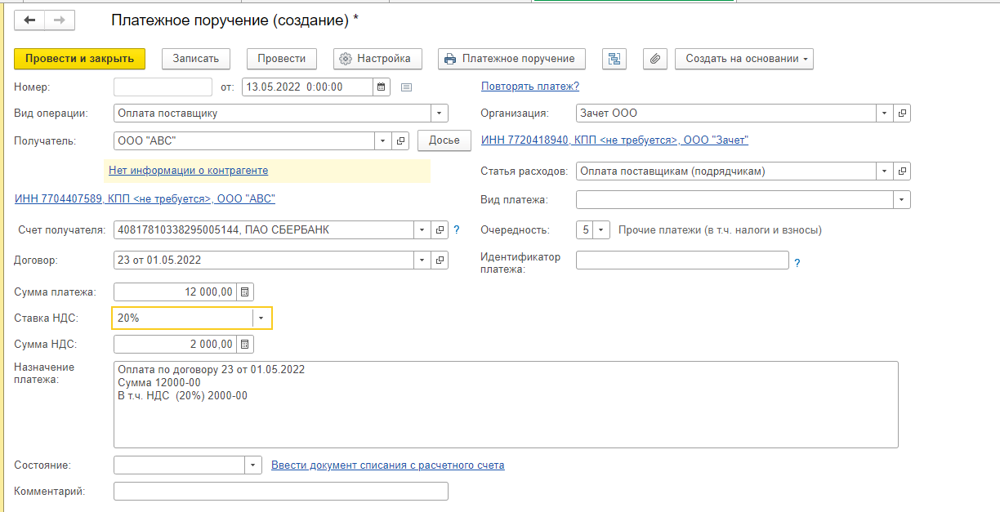 Платежное поручение (создание) *
Провести и закрыть Записать Провести Настройка Платежное поручение Создать на основании
Номер: от: 13.05.2022 0:00:00 Повторять платеж?
Вид операции: Оплата поставщику Организация: Зачет ООО
Получатель: ООО "АВС" Досье ИНН 7720418940, КПП <не требуется>, ООО "Зачет"
Нет информации о контрагенте Статья расходов: Оплата поставщикам (подрядчикам)
ИНН 7704407589, КПП <не требуется>, ООО "АВС" Вид платежа:
Счет получателя: 40817810338295005144, ПАО СБЕРБАНК ? Очередность: 5 Прочие платежи (в т.ч. налоги и взносы)
Договор: 23 от 01.05.2022 Идентификатор
платежа: ?
Сумма платежа: 12 000,00
Ставка НДС: 20%
Сумма НДС: 2 000,00
Назначение
платежа:
Оплата по договору 23 от 01.05.2022
Сумма 12000-00
В т.ч. НДС (20%) 2000-00
Состояние: Ввести документ списания с расчетного счета
Комментарий: